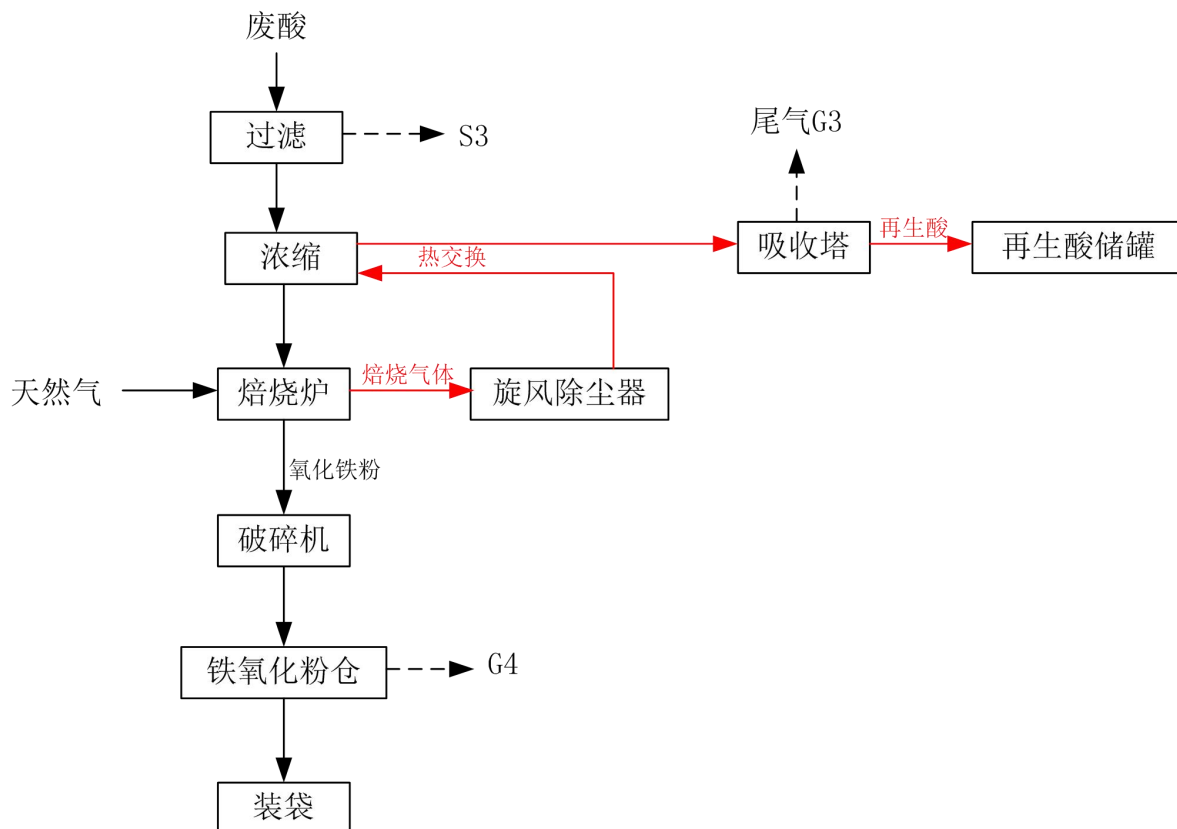 废酸
过滤
S3
尾气G3
浓缩
热交换
吸收塔
再生酸
再生酸储罐
天然气
焙烧炉
焙烧气体
旋风除尘器
氧化铁粉
破碎机
铁氧化粉仓
G4
装袋